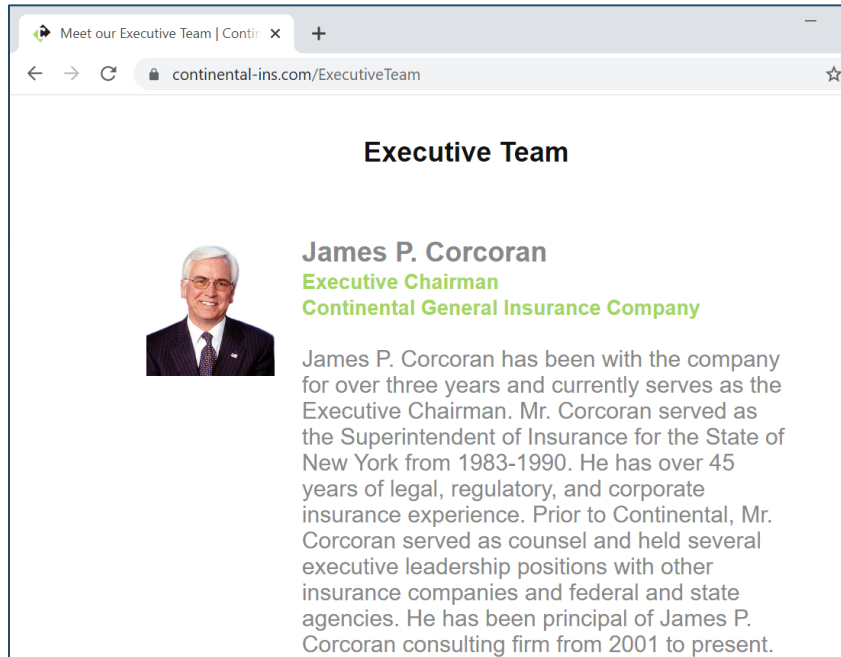 Meet our Executive Team | Conti
continental-ins.com/ExecutiveTeam
Executive Team
James P. Corcoran
Executive Chairman
Continental General Insurance Company
James P. Corcoran has been with the company
for over three years and currently serves as the
Executive Chairman. Mr. Corcoran served as
the Superintendent of Insurance for the State of
New York from 1983-1990. He has over 45
years of legal, regulatory, and corporate
insurance experience. Prior to Continental, Mr.
Corcoran served as counsel and held several
executive leadership positions with other
insurance companies and federal and state
agencies. He has been principal of James P.
Corcoran consulting firm from 2001 to present.